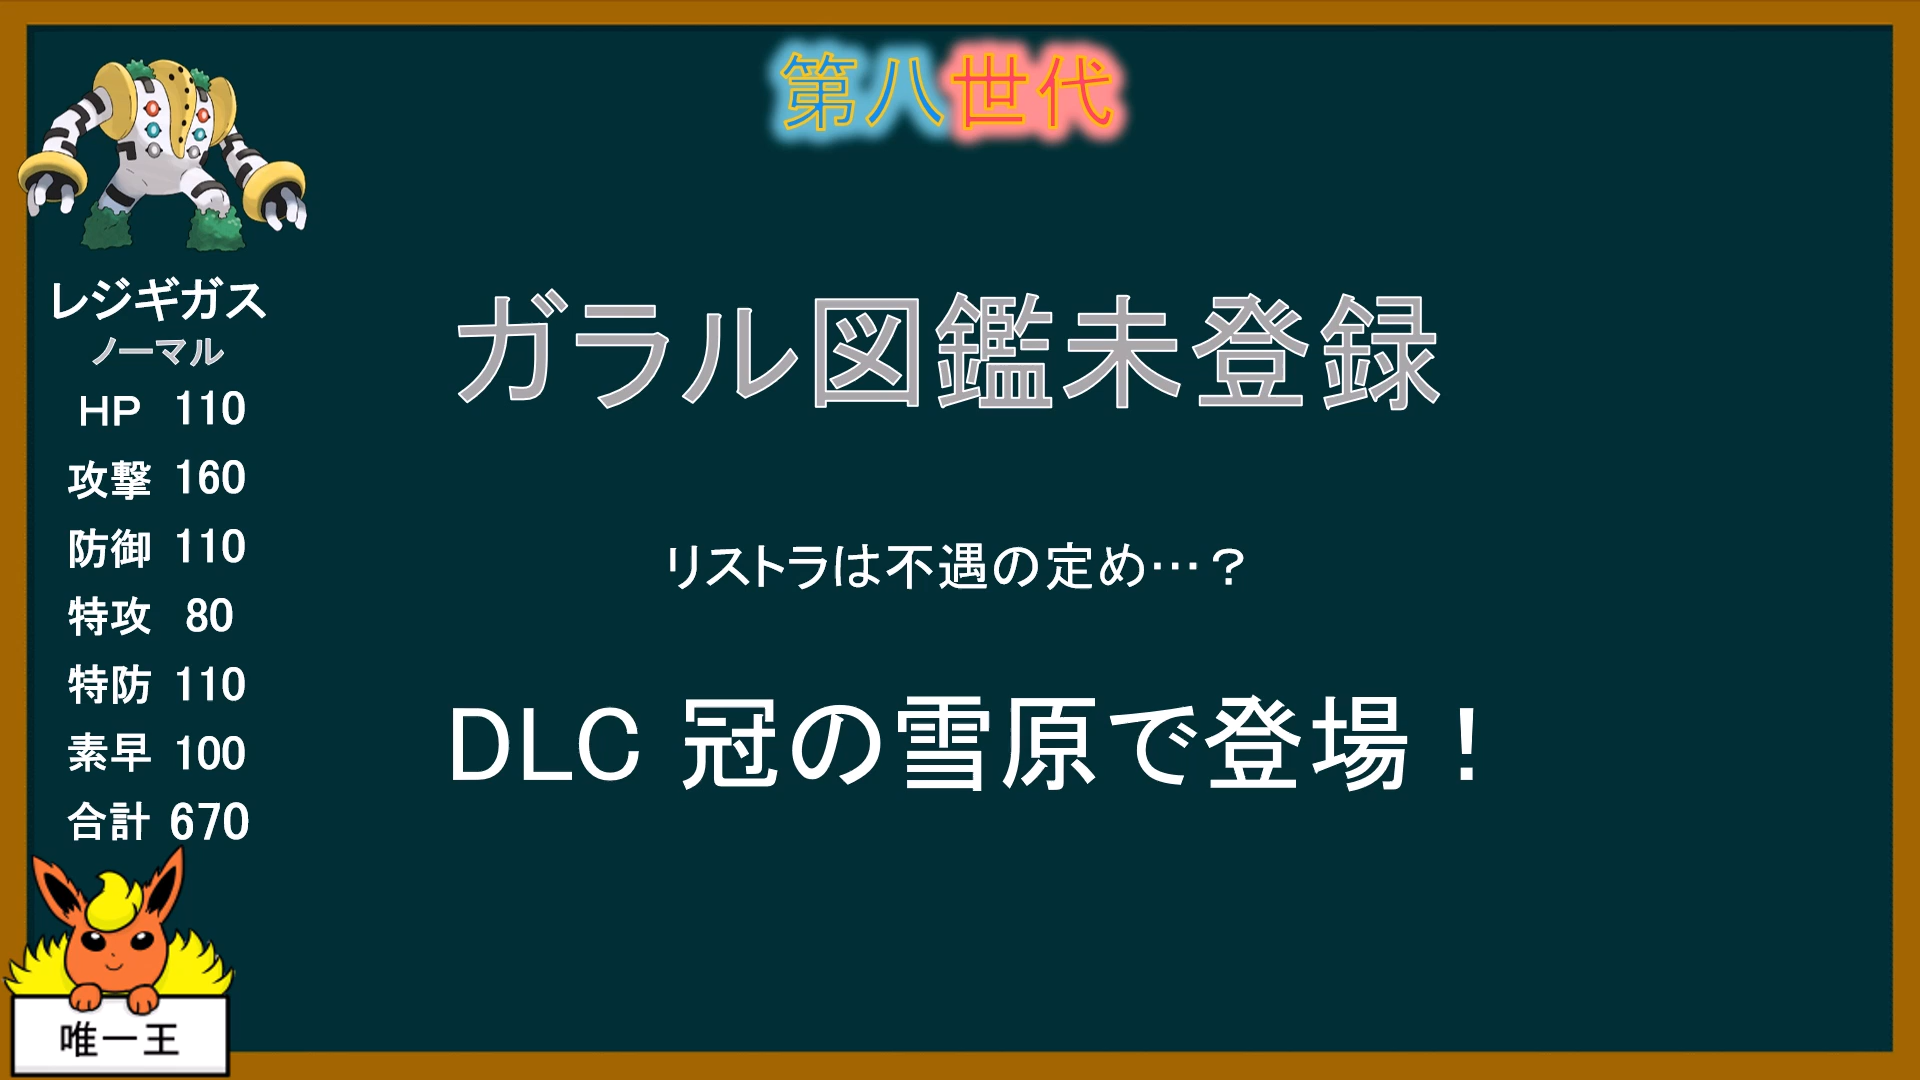 第八世代
レジギガス
ノーマル
HP 110
攻撃 160
防御 110
特攻 80
特防 110
素早 100
合計 670
ガラル図鑑未登録
リストラは不遇の定め…？
DLC 冠の雪原で登場！
唯一王